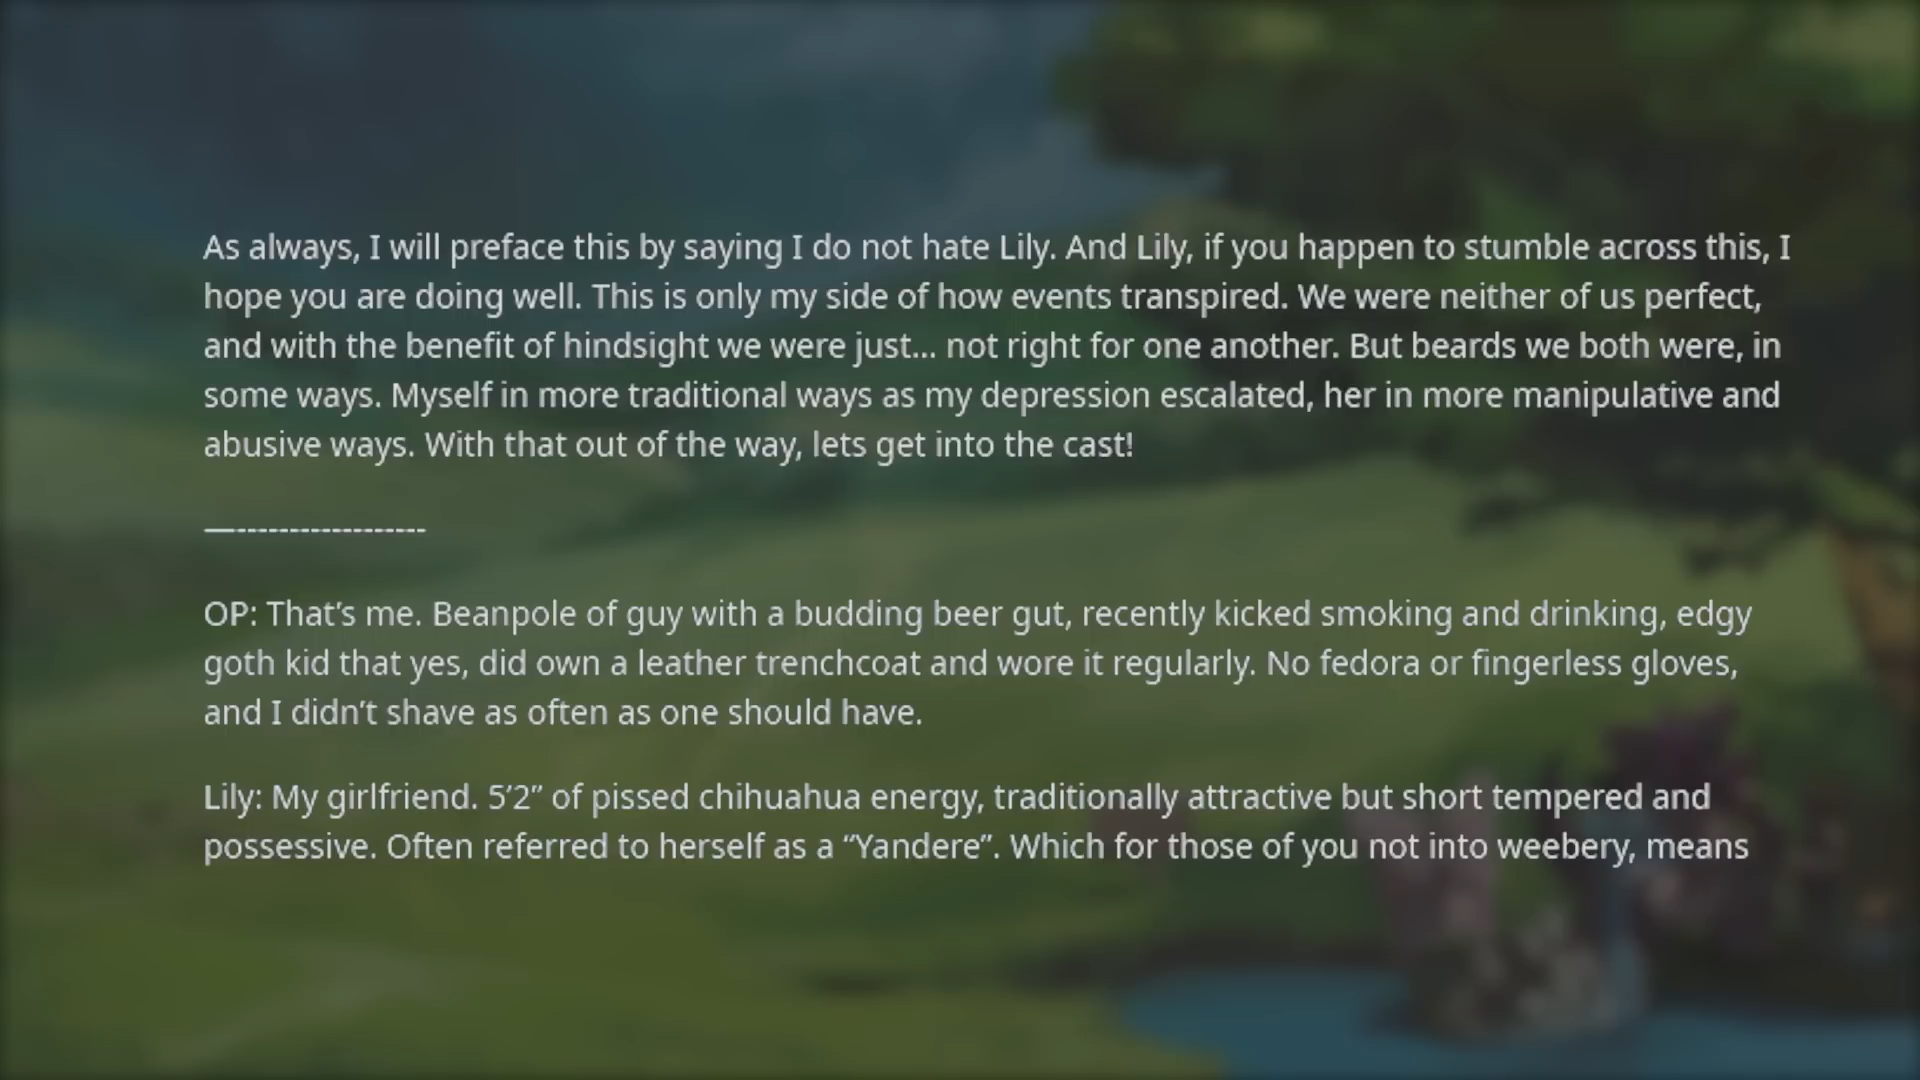 As always, I will preface this by saying I do not hate Lily. And Lily, if you happen to stumble across this, I
hope you are doing well. This is only my side of how events transpired. We were neither of us perfect,
and with the benefit of hindsight we were just... not right for one another. But beards we both were, in
some ways. Myself in more traditional ways as my depression escalated, her in more manipulative and
abusive ways. With that out of the way, lets get into the cast!
—------------------
OP: That’s me. Beanpole of guy with a budding beer gut, recently kicked smoking and drinking, edgy
goth kid that yes, did own a leather trenchcoat and wore it regularly. No fedora or fingerless gloves,
and I didn’t shave as often as one should have.
Lily: My girlfriend. 5’2” of pissed chihuahua energy, traditionally attractive but short tempered and
possessive. Often referred to herself as a “Yandere”. Which for those of you not into weebery, means